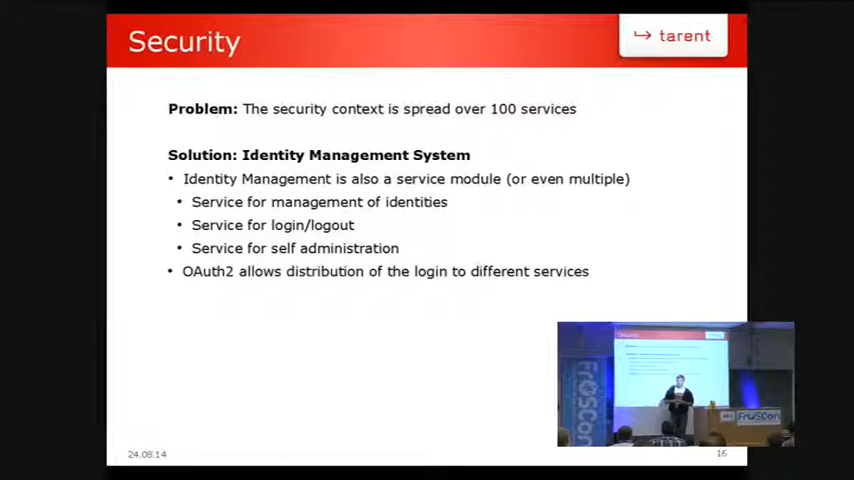 Security
↪ tarent
Problem: The security context is spread over 100 services
Solution: Identity Management System
• Identity Management is also a service module (or even multiple)
• Service for management of identities
• Service for login/logout
• Service for self administration
• OAuth2 allows distribution of the login to different services
FrOSCon
FrOSCon
24.08.14
16